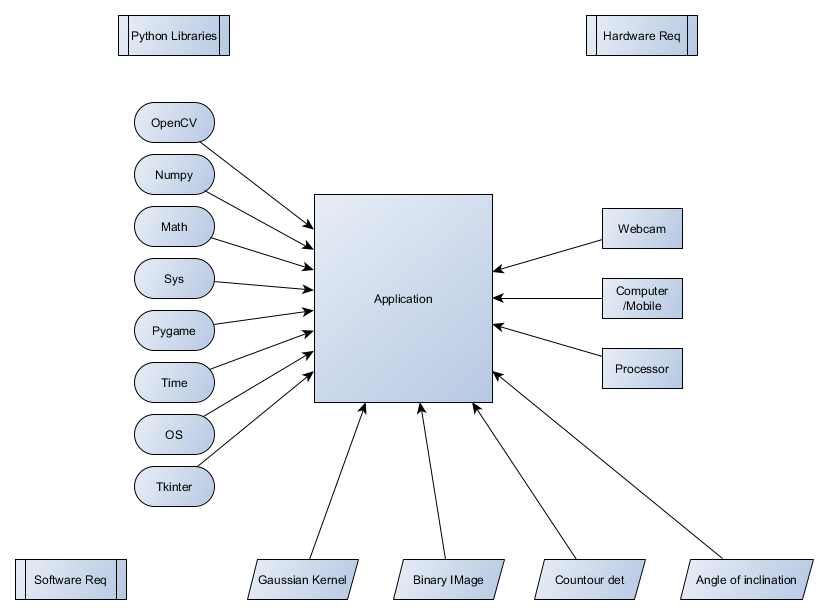 Python Libraries
Hardware Req
OpenCV
Numpy
Math
Sys
Pygame
Time
OS
Tkinter
Application
Webcam
Computer
/Mobile
Processor
Software Req
Gaussian Kernel
Binary IMage
Countour det
Angle of inclination